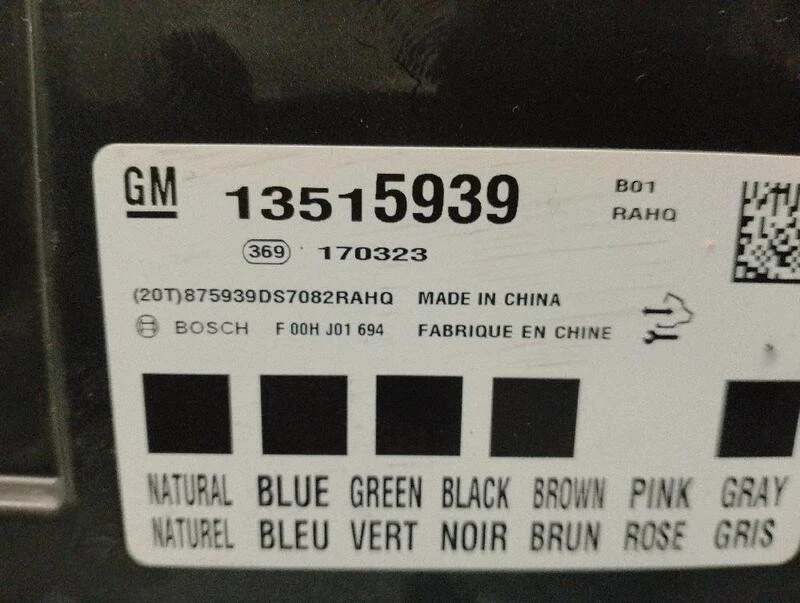 GM 13515939 B01
RAHQ
369 170323
(20T)875939DS7082RAHQ MADE IN CHINA
BOSCH F 00H J01 694 FABRIQUE EN CHINE
NATURAL BLUE GREEN BLACK BROWN PINK GRAY
NATUREL BLEU VERT NOIR BRUN ROSE GRIS